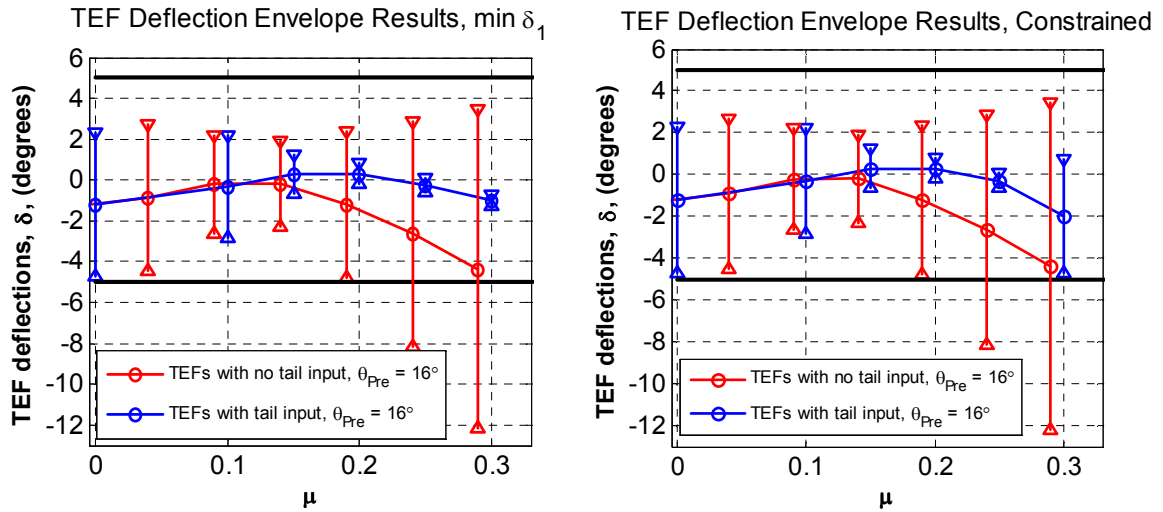 TEF Deflection Envelope Results, min δ1
TEF deflections, δ, (degrees)
6
4
2
0
-2
-4
-6
-8
-10
-12
TEFs with no tail input, θPre = 16°
TEFs with tail input, θPre = 16°
0
0.1
0.2
0.3
μ
TEF Deflection Envelope Results, Constrained
TEF deflections, δ, (degrees)
6
4
2
0
-2
-4
-6
-8
-10
-12
TEFs with no tail input, θPre = 16°
TEFs with tail input, θPre = 16°
0
0.1
0.2
0.3
μ